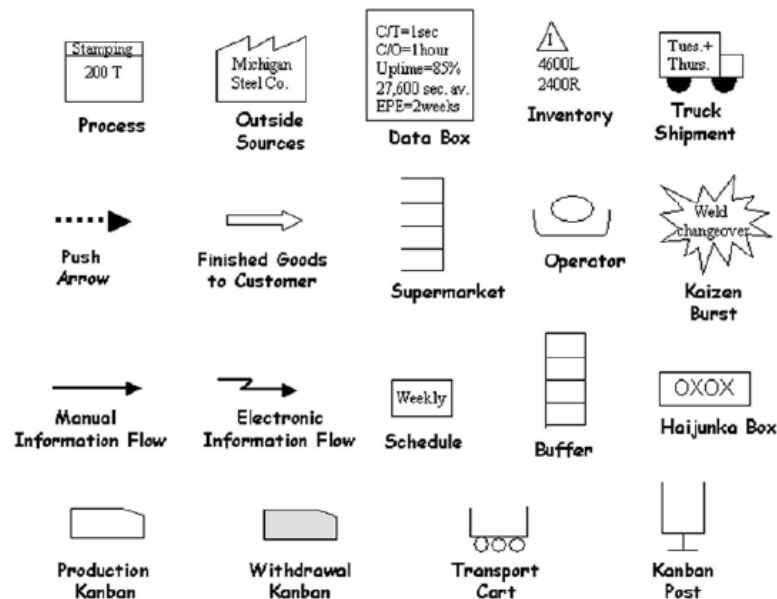 Stamping
200 T
Process
Michigan
Steel Co.
Outside
Sources
C/T=1sec
C/O=1hour
Uptime=85%
27,600 sec. av.
EPE=2weeks
Data Box
I
4600L
2400R
Inventory
Tues.+
Thurs.
Truck
Shipment
Push
Arrow
Finished Goods
to Customer
Supermarket
Operator
Weld
changeover
Kaizen
Burst
Manual
Information Flow
Electronic
Information Flow
Weekly
Schedule
Buffer
OXOX
Haijunka Box
Production
Kanban
Withdrawal
Kanban
Transport
Cart
Kanban
Post